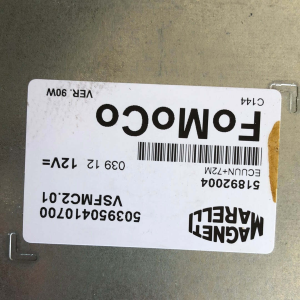 MAGNETI
MARELLI
503950410700
VSFMC2.01
51892004
ECUUN+72M
039 12 12V=
FoMoCo
C144
VER. 90W